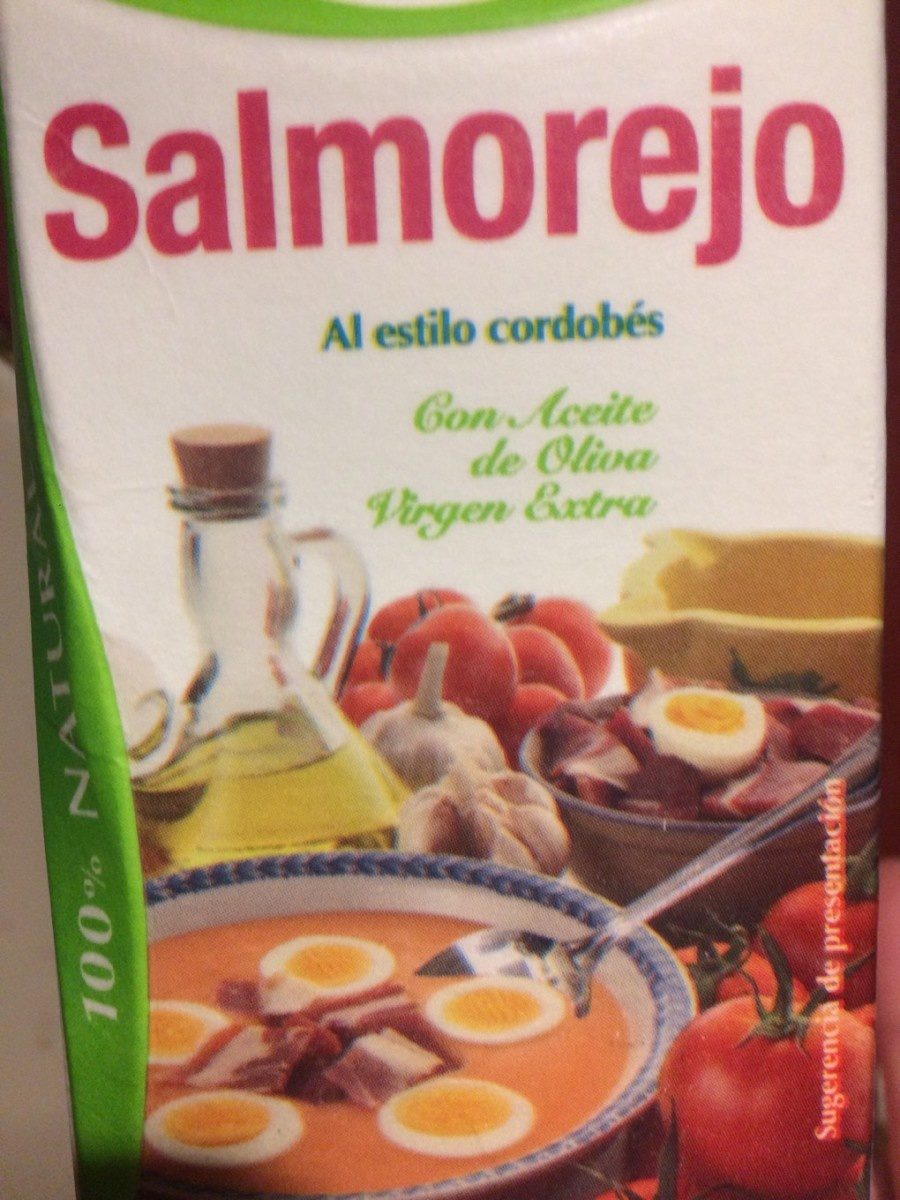 Salmorejo
Al estilo cordobés
Con Aceite
de Oliva
Virgen Extra
100% NATURAL
Sugerencia de presentación